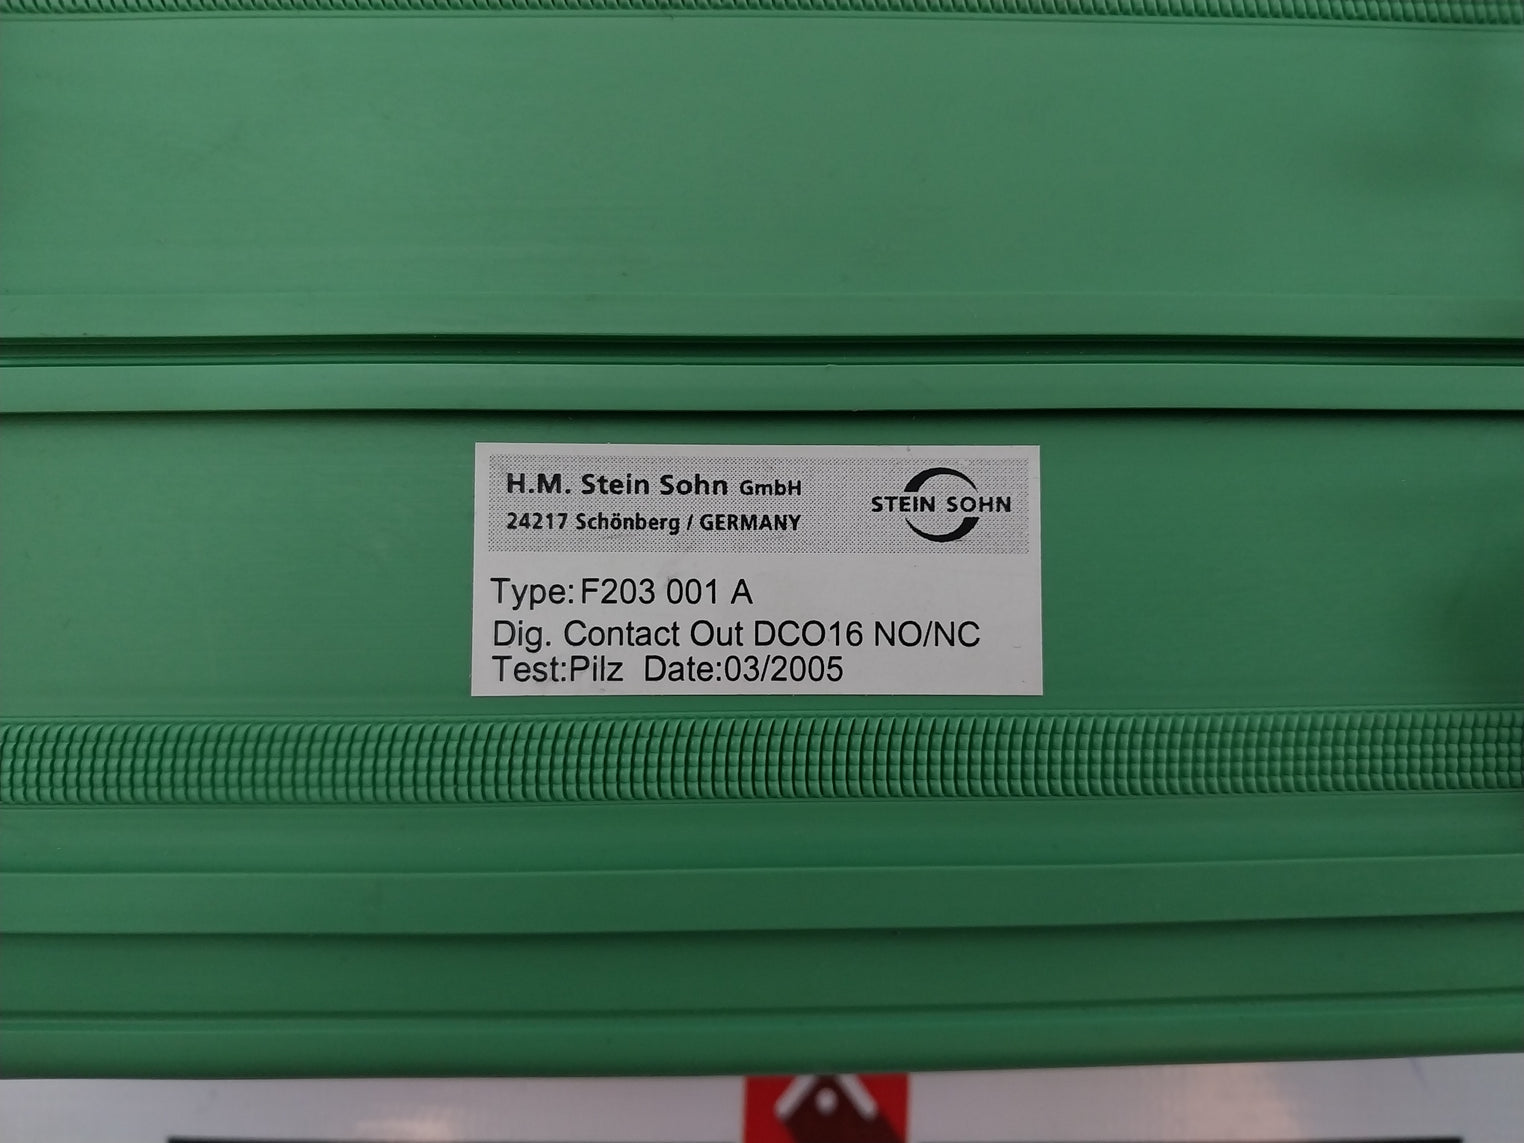 H.M. Stein Sohn GmbH
24217 Schönberg / GERMANY
STEIN SOHN
Type:F203 001 A
Dig. Contact Out DCO16 NO/NC
Test:Pilz Date:03/2005